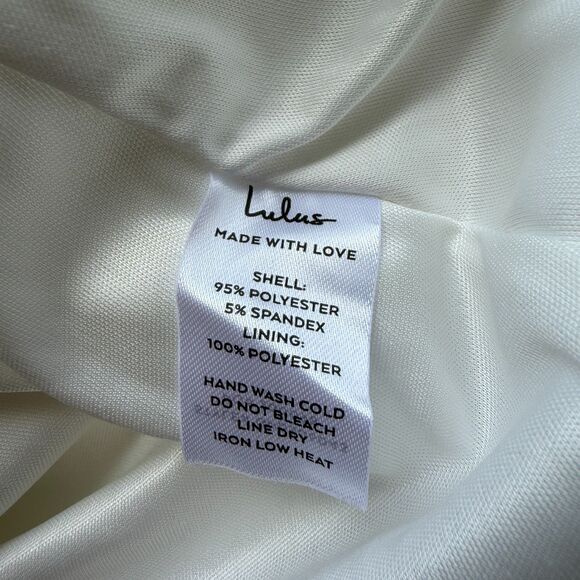 Lulus
MADE WITH LOVE
SHELL:
95% POLYESTER
5% SPANDEX
LINING:
100% POLYESTER
HAND WASH COLD
DO NOT BLEACH
LINE DRY
IRON LOW HEAT